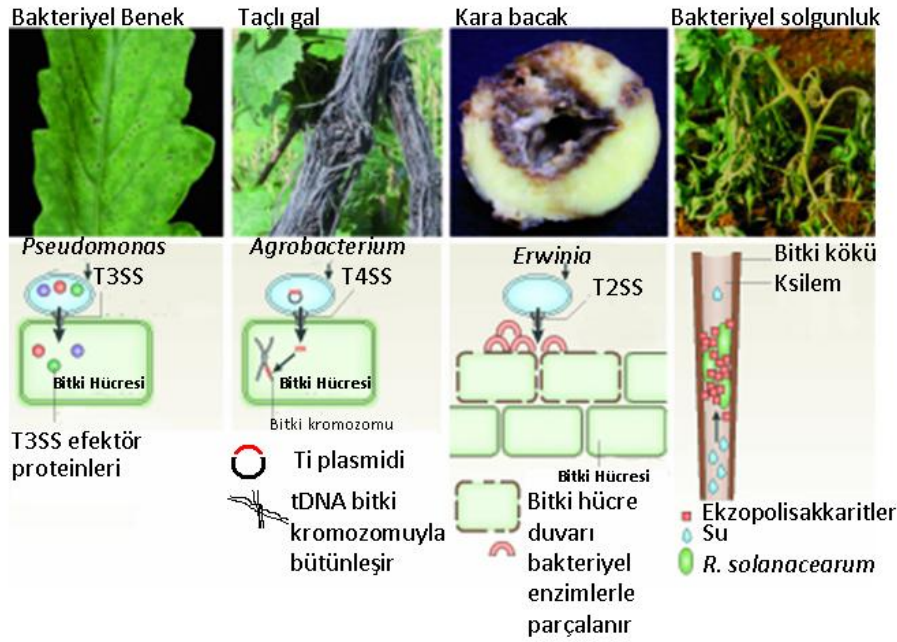 Bakteriyel Benek
Taçlı gal
Kara bacak
Bakteriyel solgunluk
Pseudomonas
T3SS
Bitki Hücresi
T3SS efektör
proteinleri
Agrobacterium
T4SS
Bitki Hücresi
Bitki kromozomu
Ti plasmidi
tDNA bitki
kromozomuyla
bütünleşir
Erwinia
T2SS
Bitki Hücresi
Bitki hücre
duvarı
bakteriyel
enzimlerle
parçalanır
Bitki kökü
Ksilem
Ekzopolisakkaritler
Su
R. solanacearum